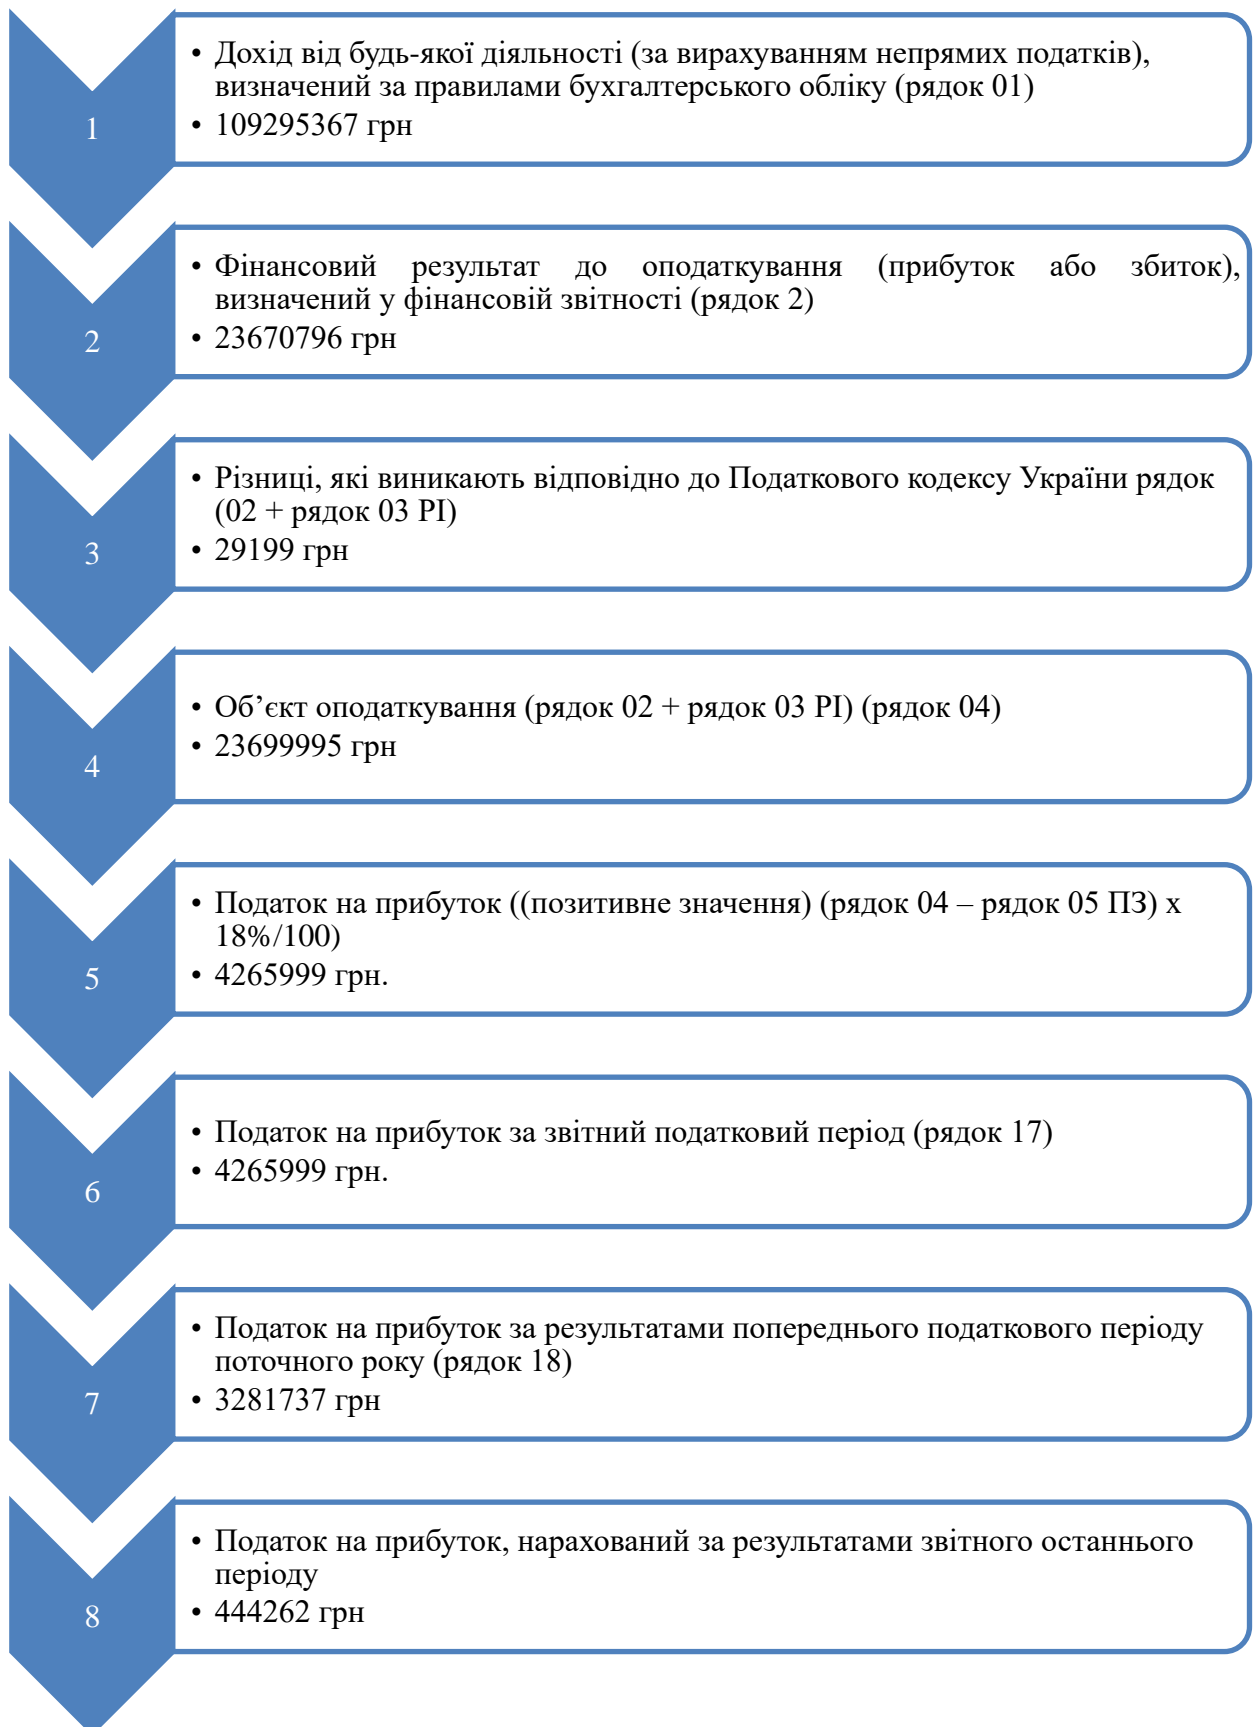 1
• Дохід від будь-якої діяльності (за вирахуванням непрямих податків),
визначений за правилами бухгалтерського обліку (рядок 01)
• 109295367 грн
2
• Фінансовий результат до оподаткування (прибуток або збиток),
визначений у фінансовій звітності (рядок 2)
• 23670796 грн
3
• Різниці, які виникають відповідно до Податкового кодексу України рядок
(02 + рядок 03 РІ)
• 29199 грн
4
• Об’єкт оподаткування (рядок 02 + рядок 03 РІ) (рядок 04)
• 23699995 грн
5
• Податок на прибуток ((позитивне значення) (рядок 04 – рядок 05 ПЗ) х
18%/100)
• 4265999 грн.
6
• Податок на прибуток за звітний податковий період (рядок 17)
• 4265999 грн.
7
• Податок на прибуток за результатами попереднього податкового періоду
поточного року (рядок 18)
• 3281737 грн
8
• Податок на прибуток, нарахований за результатами звітного останнього
періоду
• 444262 грн